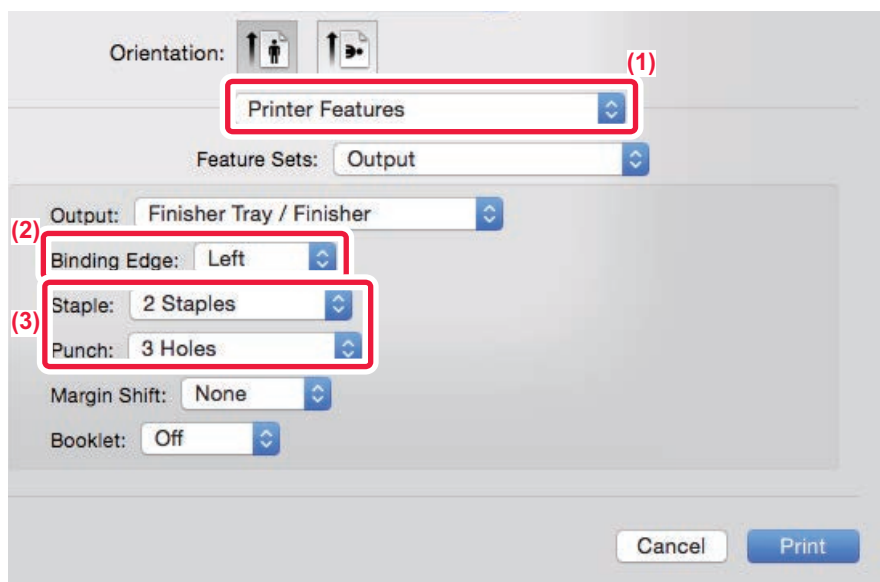 Orientation:
(1)
Printer Features
Feature Sets: Output
Output: Finisher Tray / Finisher
(2)
Binding Edge: Left
Staple: 2 Staples
(3)
Punch: 3 Holes
Margin Shift: None
Booklet: Off
Cancel Print